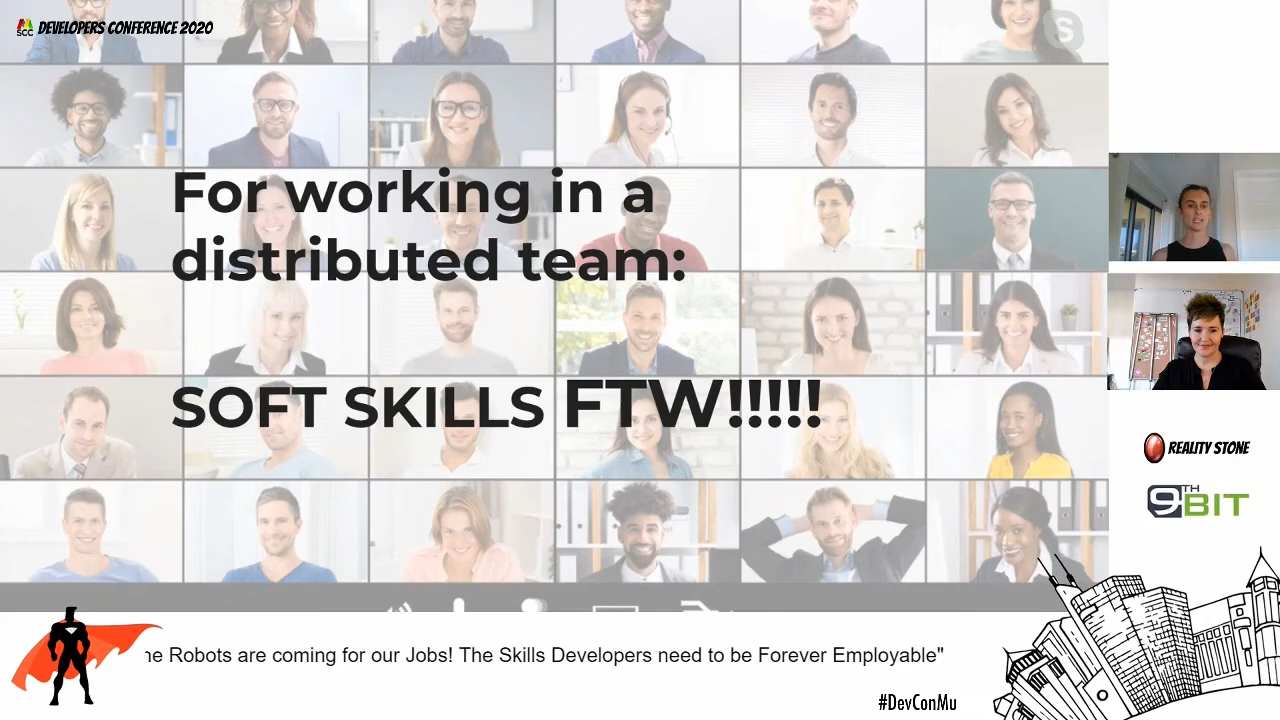 SCC DEVELOPERS CONFERENCE 2020
S
For working in a
distributed team:
SOFT SKILLS FTW!!!!!
REALITY STONE
9TH BIT
he Robots are coming for our Jobs! The Skills Developers need to be Forever Employable"
#DevConMu